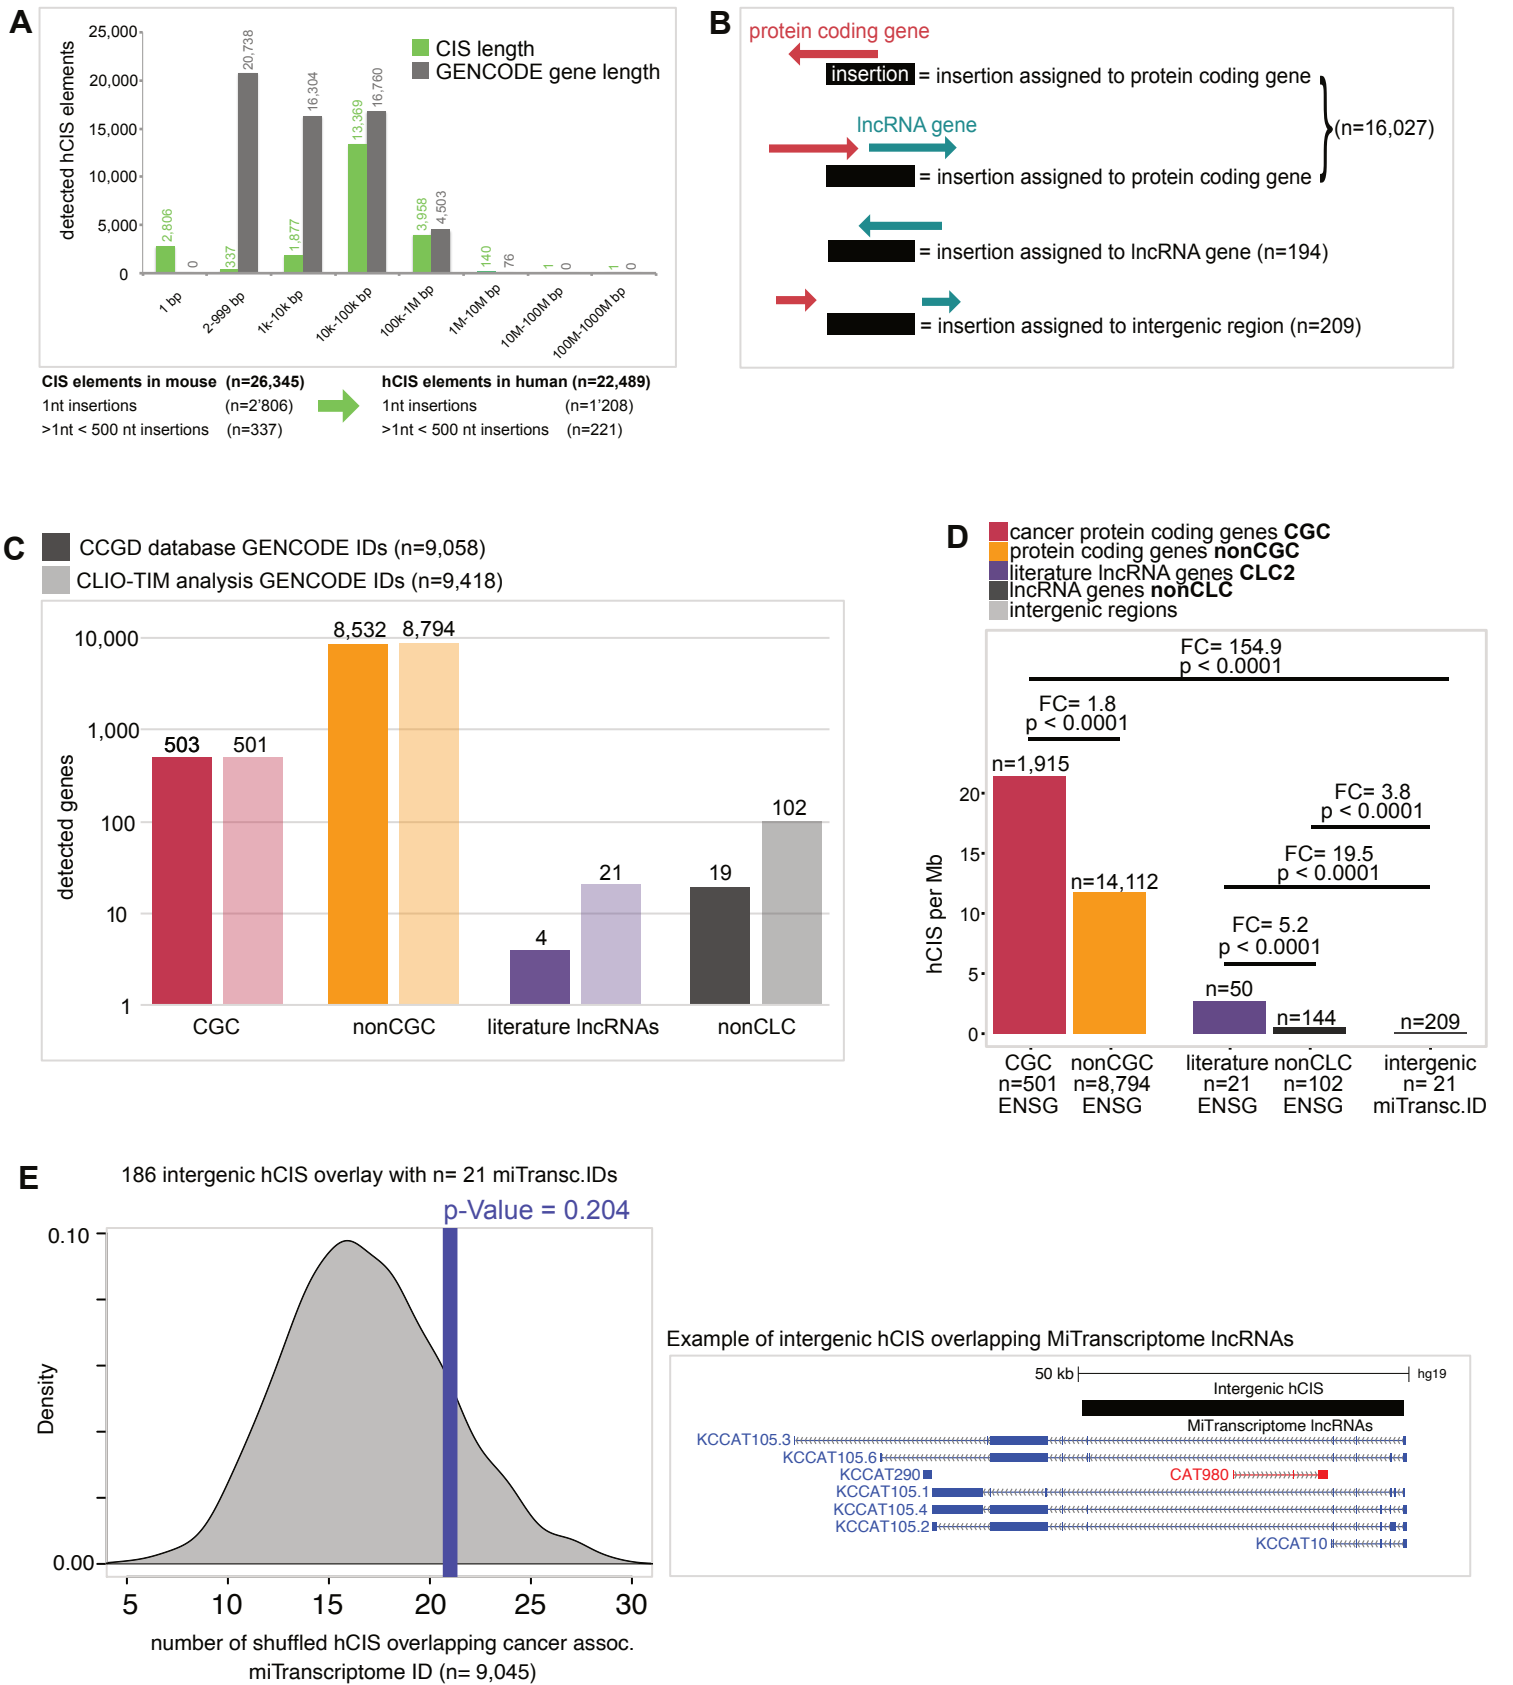 A
25,000
20,000
15,000
10,000
5,000
0
detected hCIS elements
CIS length
GENCODE gene length
2,806
0
337
20,738
1,877
16,304
13,369
16,760
3,958
4,503
140
76
1
0
1
0
1 bp
2-999 bp
1k-10k bp
10k-100k bp
100k-1M bp
1M-10M bp
10M-100M bp
100M-1000M bp
CIS elements in mouse (n=26,345)
1nt insertions (n=2'806)
>1nt < 500 nt insertions (n=337)
hCIS elements in human (n=22,489)
1nt insertions (n=1'208)
>1nt < 500 nt insertions (n=221)
B
protein coding gene
insertion = insertion assigned to protein coding gene
lncRNA gene
(n=16,027)
= insertion assigned to protein coding gene
= insertion assigned to lncRNA gene (n=194)
= insertion assigned to intergenic region (n=209)
C
CCGD database GENCODE IDs (n=9,058)
CLIO-TIM analysis GENCODE IDs (n=9,418)
10,000
1,000
100
10
1
detected genes
503
501
8,532
8,794
4
21
19
102
CGC
nonCGC
literature lncRNAs
nonCLC
D
cancer protein coding genes CGC
protein coding genes nonCGC
literature lncRNA genes CLC2
lncRNA genes nonCLC
intergenic regions
FC= 154.9
p < 0.0001
FC= 1.8
p < 0.0001
FC= 3.8
p < 0.0001
FC= 19.5
p < 0.0001
FC= 5.2
p < 0.0001
n=1,915
n=14,112
n=50
n=144
n=209
20
15
10
5
0
hCIS per Mb
CGC
n=501
ENSG
nonCGC
n=8,794
ENSG
literature
n=21
ENSG
nonCLC
n=102
ENSG
intergenic
n= 21
miTransc.ID
E
186 intergenic hCIS overlay with n= 21 miTransc.IDs
p-Value = 0.204
0.10
0.00
Density
5
10
15
20
25
30
number of shuffled hCIS overlapping cancer assoc.
miTranscriptome ID (n= 9,045)
Example of intergenic hCIS overlapping MiTranscriptome lncRNAs
50 kb
hg19
Intergenic hCIS
MiTranscriptome lncRNAs
KCCAT105.3
KCCAT105.6
KCCAT290
CAT980
KCCAT105.1
KCCAT105.4
KCCAT105.2
KCCAT10